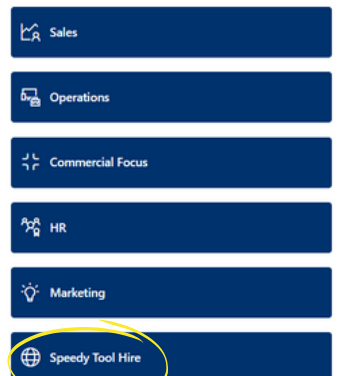 Sales
Operations
Commercial Focus
HR
Marketing
Speedy Tool Hire